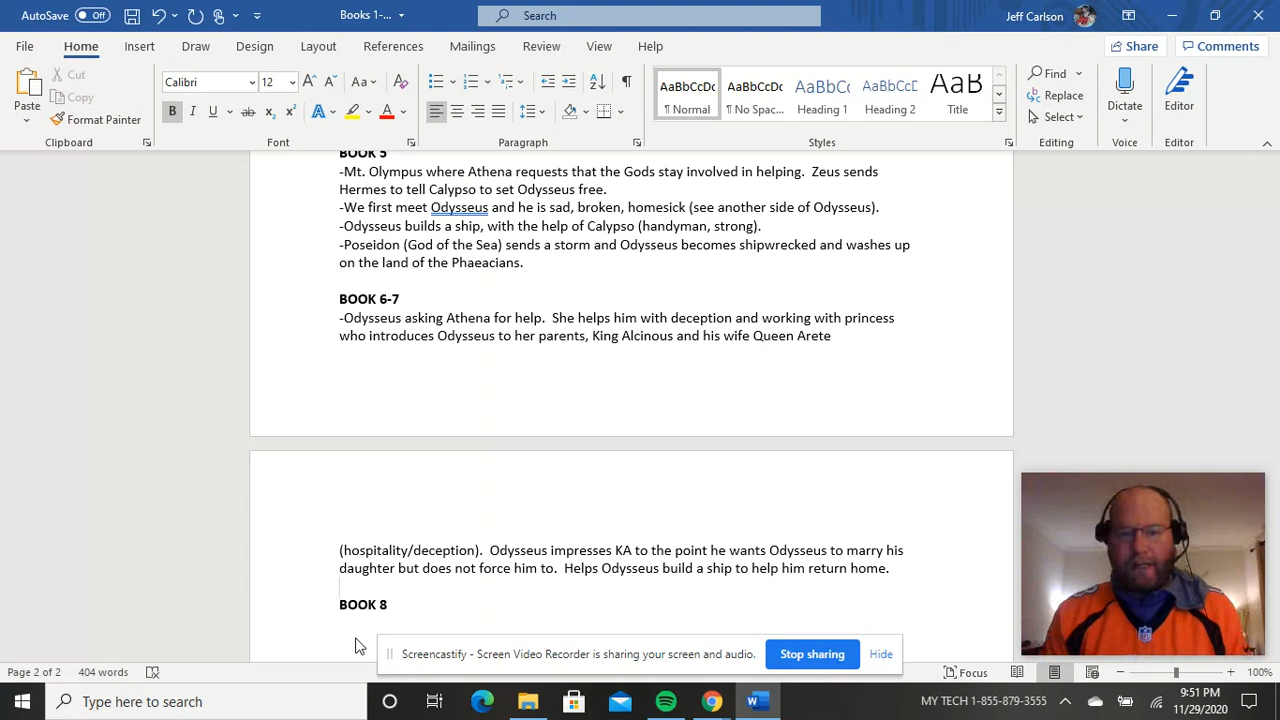 AutoSave Off Books 1-... Search Jeff Carlson
File Home Insert Draw Design Layout References Mailings Review View Help Share Comments
Paste Cut Copy Format Painter Clipboard
Calibri 12 Aa B I U ab x₂ x² A A Font
Paragraph
AaBbCcDc ¶ Normal AaBbCcDc ¶ No Spac... AaBbCc Heading 1 AaBbCcE Heading 2 AaB Title Styles
Find Replace Select Editing
Dictate Voice
Editor Editor
BOOK 5
-Mt. Olympus where Athena requests that the Gods stay involved in helping.  Zeus sends
Hermes to tell Calypso to set Odysseus free.
-We first meet Odysseus and he is sad, broken, homesick (see another side of Odysseus).
-Odysseus builds a ship, with the help of Calypso (handyman, strong).
-Poseidon (God of the Sea) sends a storm and Odysseus becomes shipwrecked and washes up
on the land of the Phaeacians.
BOOK 6-7
-Odysseus asking Athena for help.  She helps him with deception and working with princess
who introduces Odysseus to her parents, King Alcinous and his wife Queen Arete
(hospitality/deception).  Odysseus impresses KA to the point he wants Odysseus to marry his
daughter but does not force him to.  Helps Odysseus build a ship to help him return home.
BOOK 8
Screencastify - Screen Video Recorder is sharing your screen and audio. Stop sharing Hide
Page 2 of 2 404 words Focus 100%
Type here to search MY TECH 1-855-879-3555 9:51 PM
11/29/2020